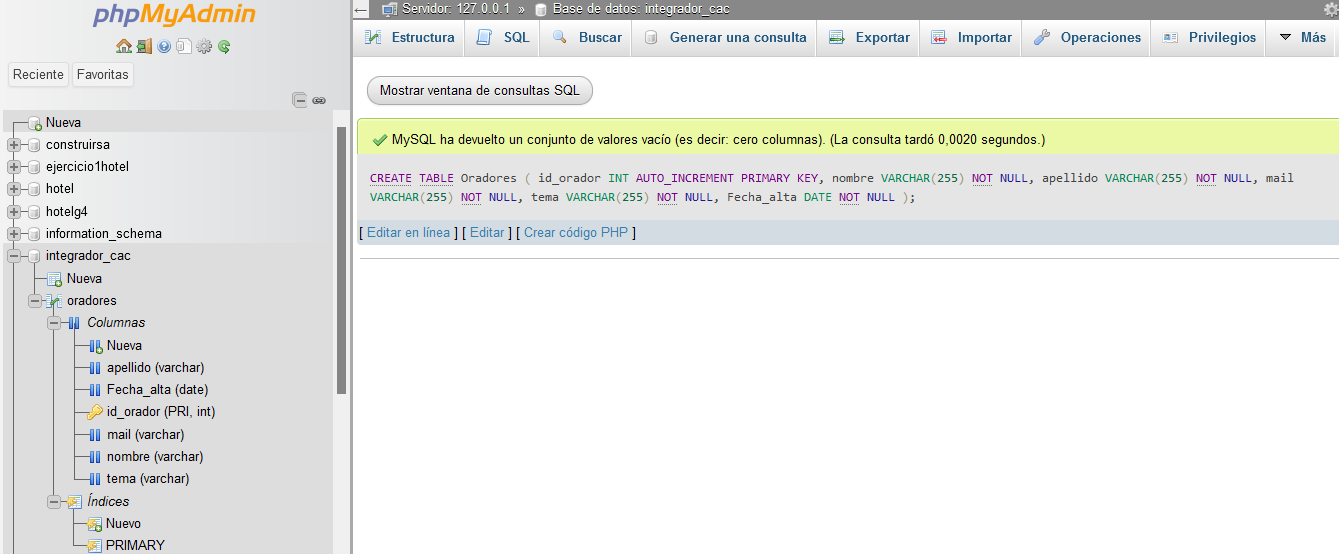 phpMyAdmin
Reciente Favoritas
Nueva
construirsa
ejercicio1hotel
hotel
hotelg4
information_schema
integrador_cac
Nueva
oradores
Columnas
Nueva
apellido (varchar)
Fecha_alta (date)
id_orador (PRI, int)
mail (varchar)
nombre (varchar)
tema (varchar)
Índices
Nuevo
PRIMARY
Servidor: 127.0.0.1 » Base de datos: integrador_cac
Estructura SQL Buscar Generar una consulta Exportar Importar Operaciones Privilegios Más
Mostrar ventana de consultas SQL
MySQL ha devuelto un conjunto de valores vacío (es decir: cero columnas). (La consulta tardó 0,0020 segundos.)
CREATE TABLE Oradores ( id_orador INT AUTO_INCREMENT PRIMARY KEY, nombre VARCHAR(255) NOT NULL, apellido VARCHAR(255) NOT NULL, mail
VARCHAR(255) NOT NULL, tema VARCHAR(255) NOT NULL, Fecha_alta DATE NOT NULL );
[ Editar en línea ] [ Editar ] [ Crear código PHP ]